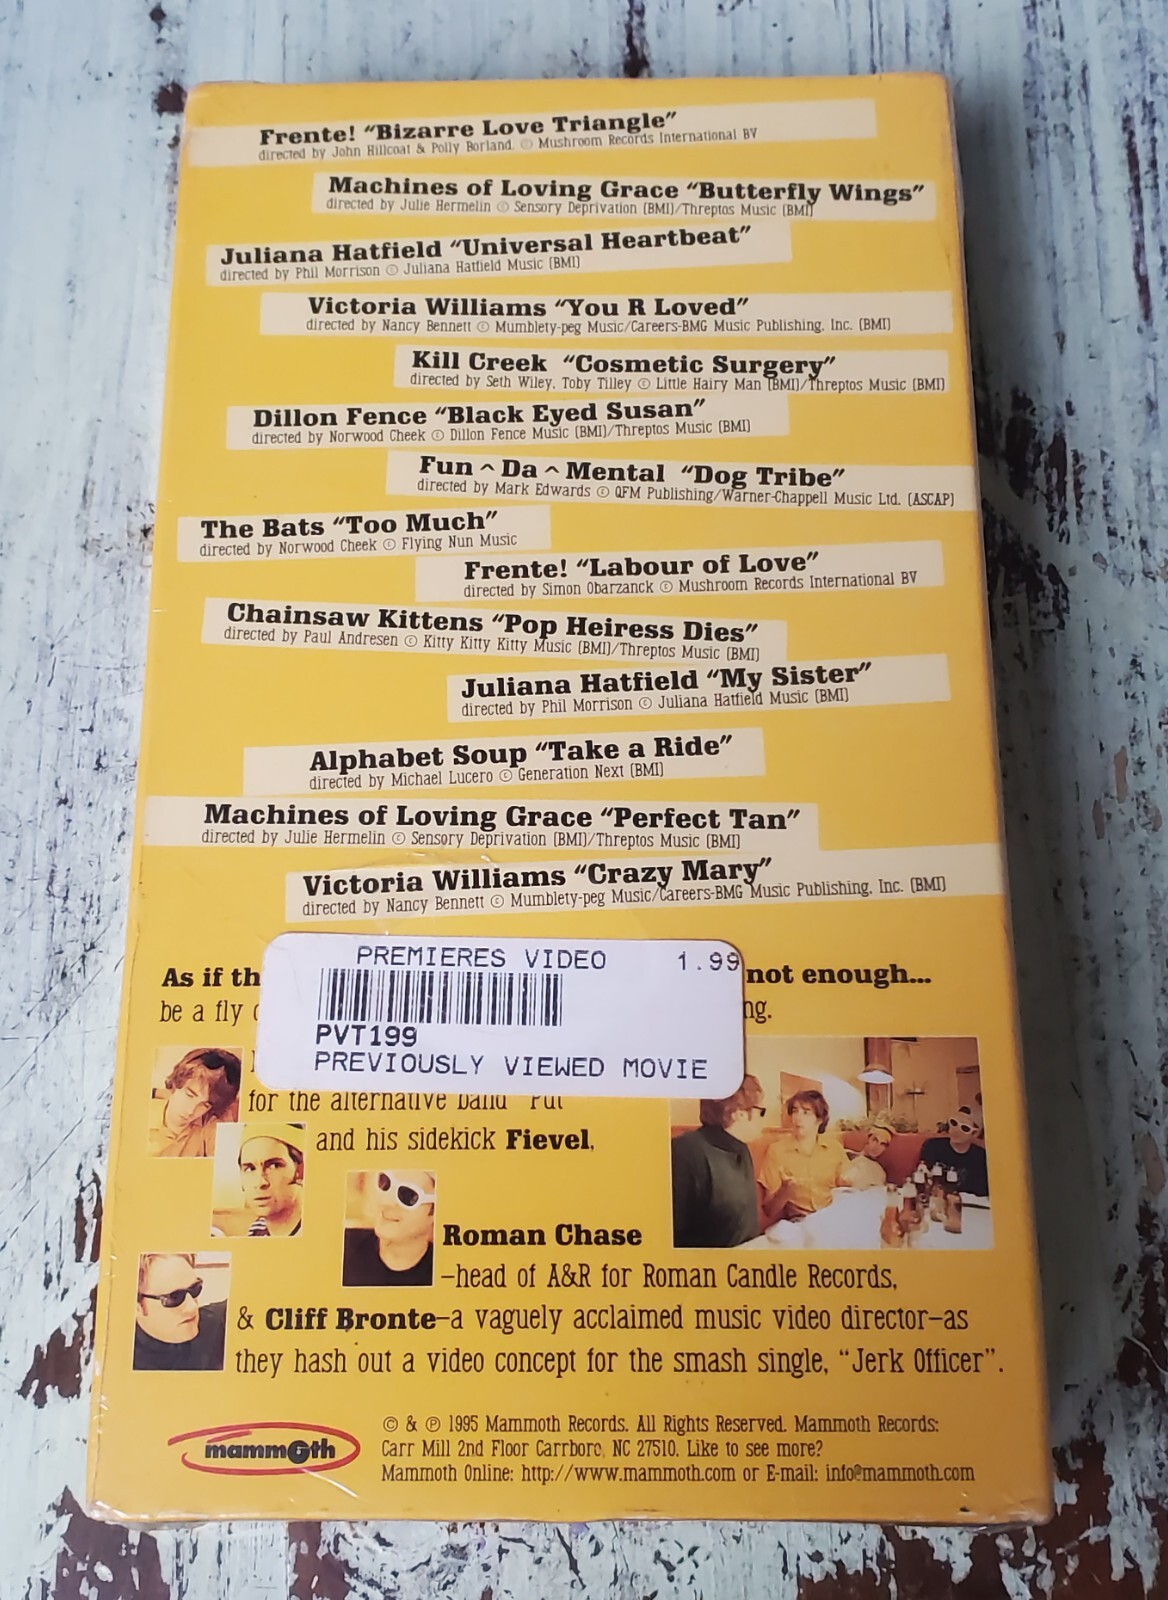 Frente! “Bizarre Love Triangle”
directed by John Hillcoat & Polly Borland. © Mushroom Records International BV
Machines of Loving Grace “Butterfly Wings”
directed by Julie Hermelin © Sensory Deprivation (BMI)/Threptos Music (BMI)
Juliana Hatfield “Universal Heartbeat”
directed by Phil Morrison © Juliana Hatfield Music (BMI)
Victoria Williams “You R Loved”
directed by Nancy Bennett © Mumblety-peg Music/Careers-BMG Music Publishing, Inc. (BMI)
Kill Creek “Cosmetic Surgery”
directed by Seth Wiley, Toby Tilley © Little Hairy Man (BMI)/Threptos Music (BMI)
Dillon Fence “Black Eyed Susan”
directed by Norwood Cheek © Dillon Fence Music (BMI)/Threptos Music (BMI)
Fun ^ Da ^ Mental “Dog Tribe”
directed by Mark Edwards © QFM Publishing/Warner-Chappell Music Ltd. (ASCAP)
The Bats “Too Much”
directed by Norwood Cheek © Flying Nun Music
Frente! “Labour of Love”
directed by Simon Obarzanck © Mushroom Records International BV
Chainsaw Kittens “Pop Heiress Dies”
directed by Paul Andresen © Kitty Kitty Kitty Music (BMI)/Threptos Music (BMI)
Juliana Hatfield “My Sister”
directed by Phil Morrison © Juliana Hatfield Music (BMI)
Alphabet Soup “Take a Ride”
directed by Michael Lucero © Generation Next (BMI)
Machines of Loving Grace “Perfect Tan”
directed by Julie Hermelin © Sensory Deprivation (BMI)/Threptos Music (BMI)
Victoria Williams “Crazy Mary”
directed by Nancy Bennett © Mumblety-peg Music/Careers-BMG Music Publishing, Inc. (BMI)
PREMIERES VIDEO 1.99
PVT199
PREVIOUSLY VIEWED MOVIE
As if not enough...
be a fly
for the alternative band
and his sidekick Fievel,
Roman Chase
—head of A&R for Roman Candle Records,
& Cliff Bronte—a vaguely acclaimed music video director—as
they hash out a video concept for the smash single, “Jerk Officer”.
mammoth
© & ℗ 1995 Mammoth Records. All Rights Reserved. Mammoth Records:
Carr Mill 2nd Floor Carrboro, NC 27510. Like to see more?
Mammoth Online: http://www.mammoth.com or E-mail: info@mammoth.com